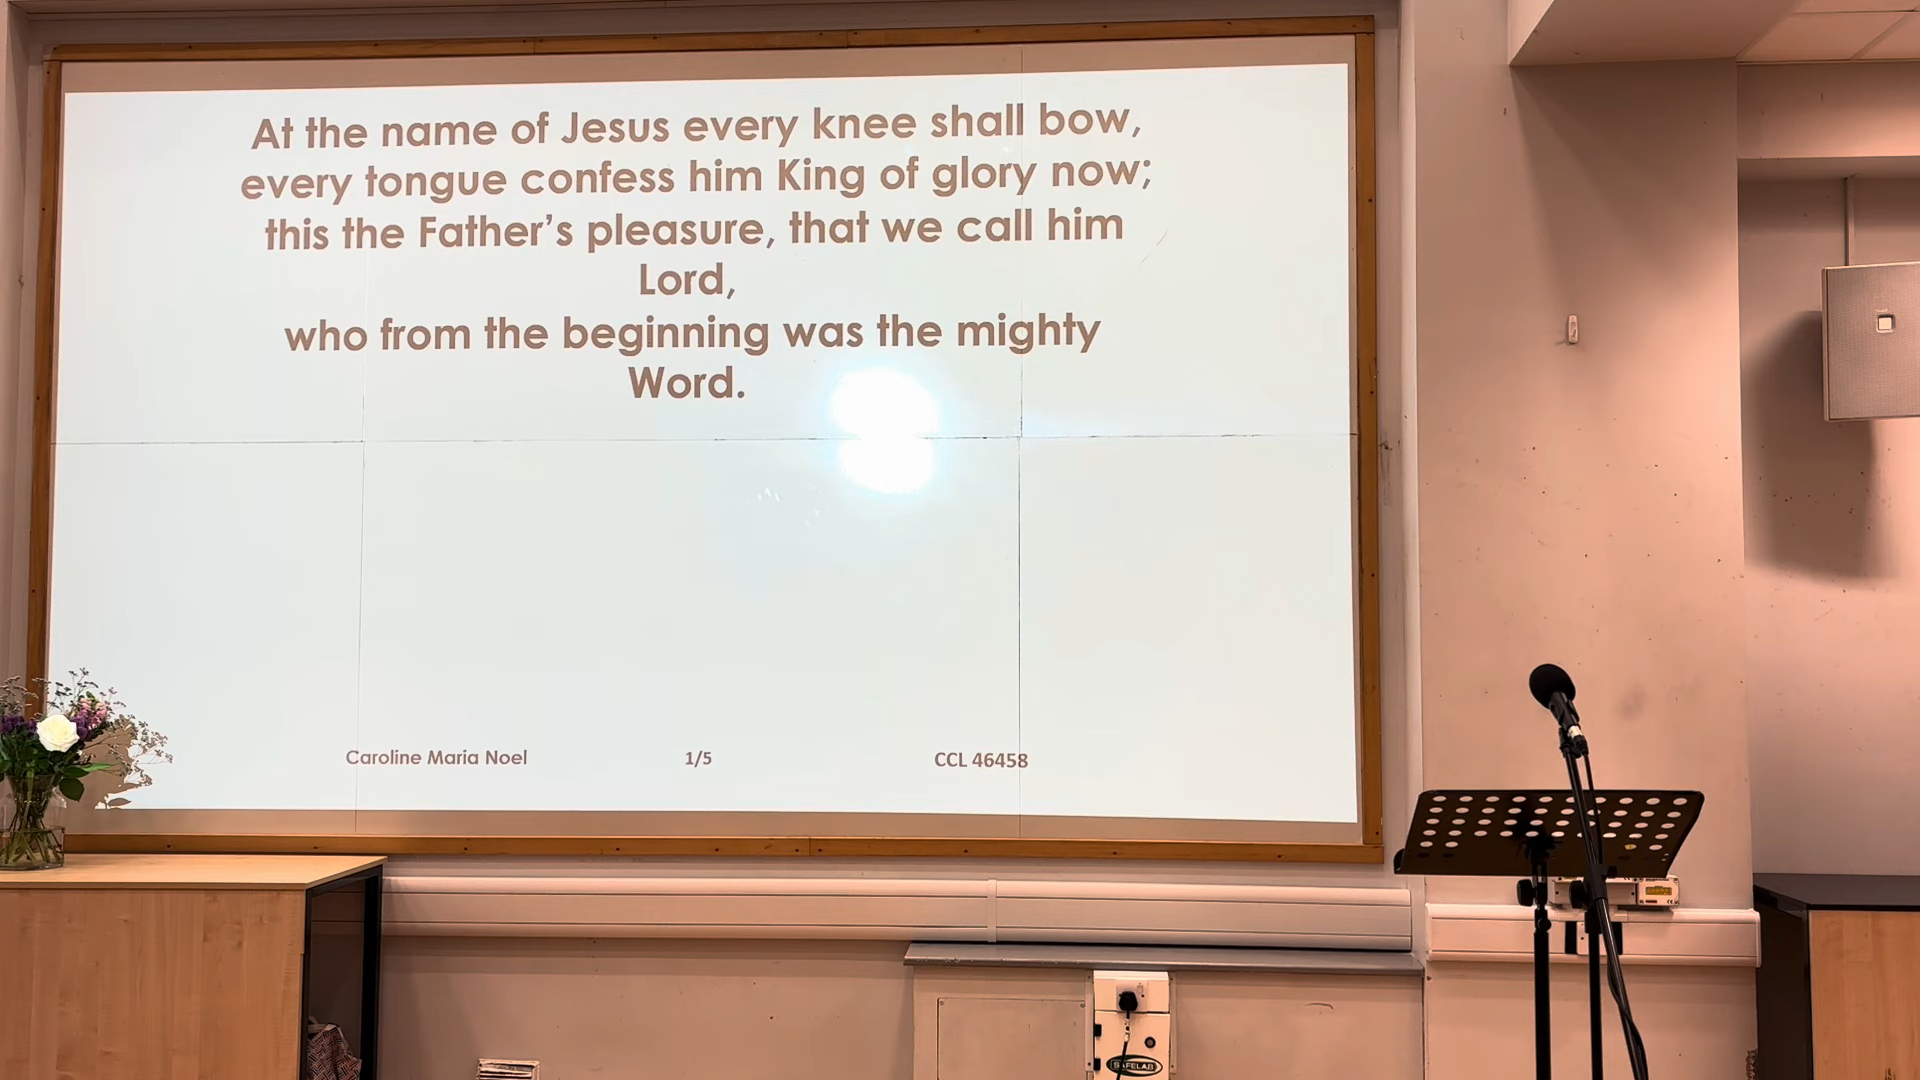 At the name of Jesus every knee shall bow,
every tongue confess him King of glory now;
this the Father's pleasure, that we call him
Lord,
who from the beginning was the mighty
Word.
Caroline Maria Noel 1/5 CCL 46458
SAFELAB